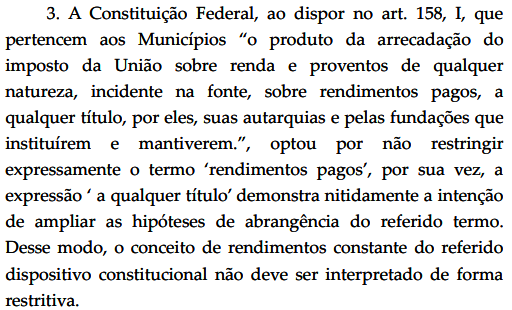 3. A Constituição Federal, ao dispor no art. 158, I, que
pertencem aos Municípios “o produto da arrecadação do
imposto da União sobre renda e proventos de qualquer
natureza, incidente na fonte, sobre rendimentos pagos, a
qualquer título, por eles, suas autarquias e pelas fundações que
instituírem e mantiverem.”, optou por não restringir
expressamente o termo ‘rendimentos pagos’, por sua vez, a
expressão ‘ a qualquer título’ demonstra nitidamente a intenção
de ampliar as hipóteses de abrangência do referido termo.
Desse modo, o conceito de rendimentos constante do referido
dispositivo constitucional não deve ser interpretado de forma
restritiva.